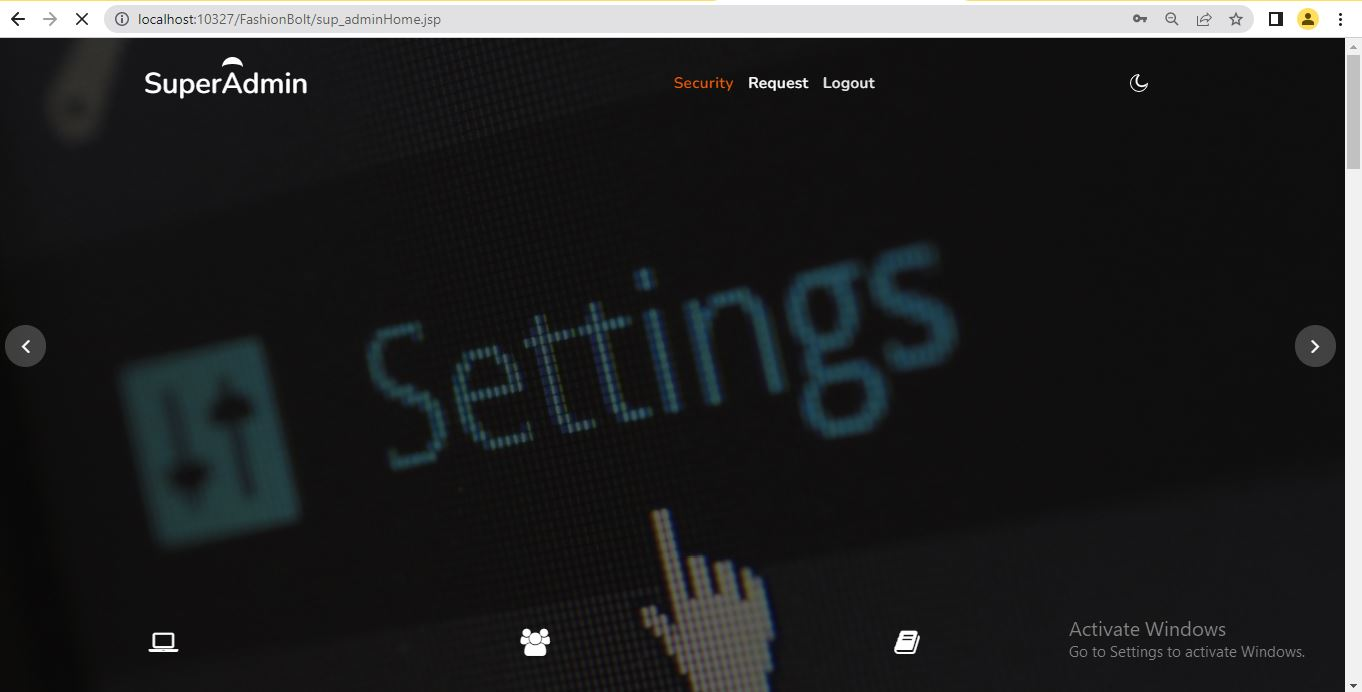 localhost:10327/FashionBolt/sup_adminHome.jsp
SuperAdmin
Security Request Logout
Settings
Activate Windows
Go to Settings to activate Windows.